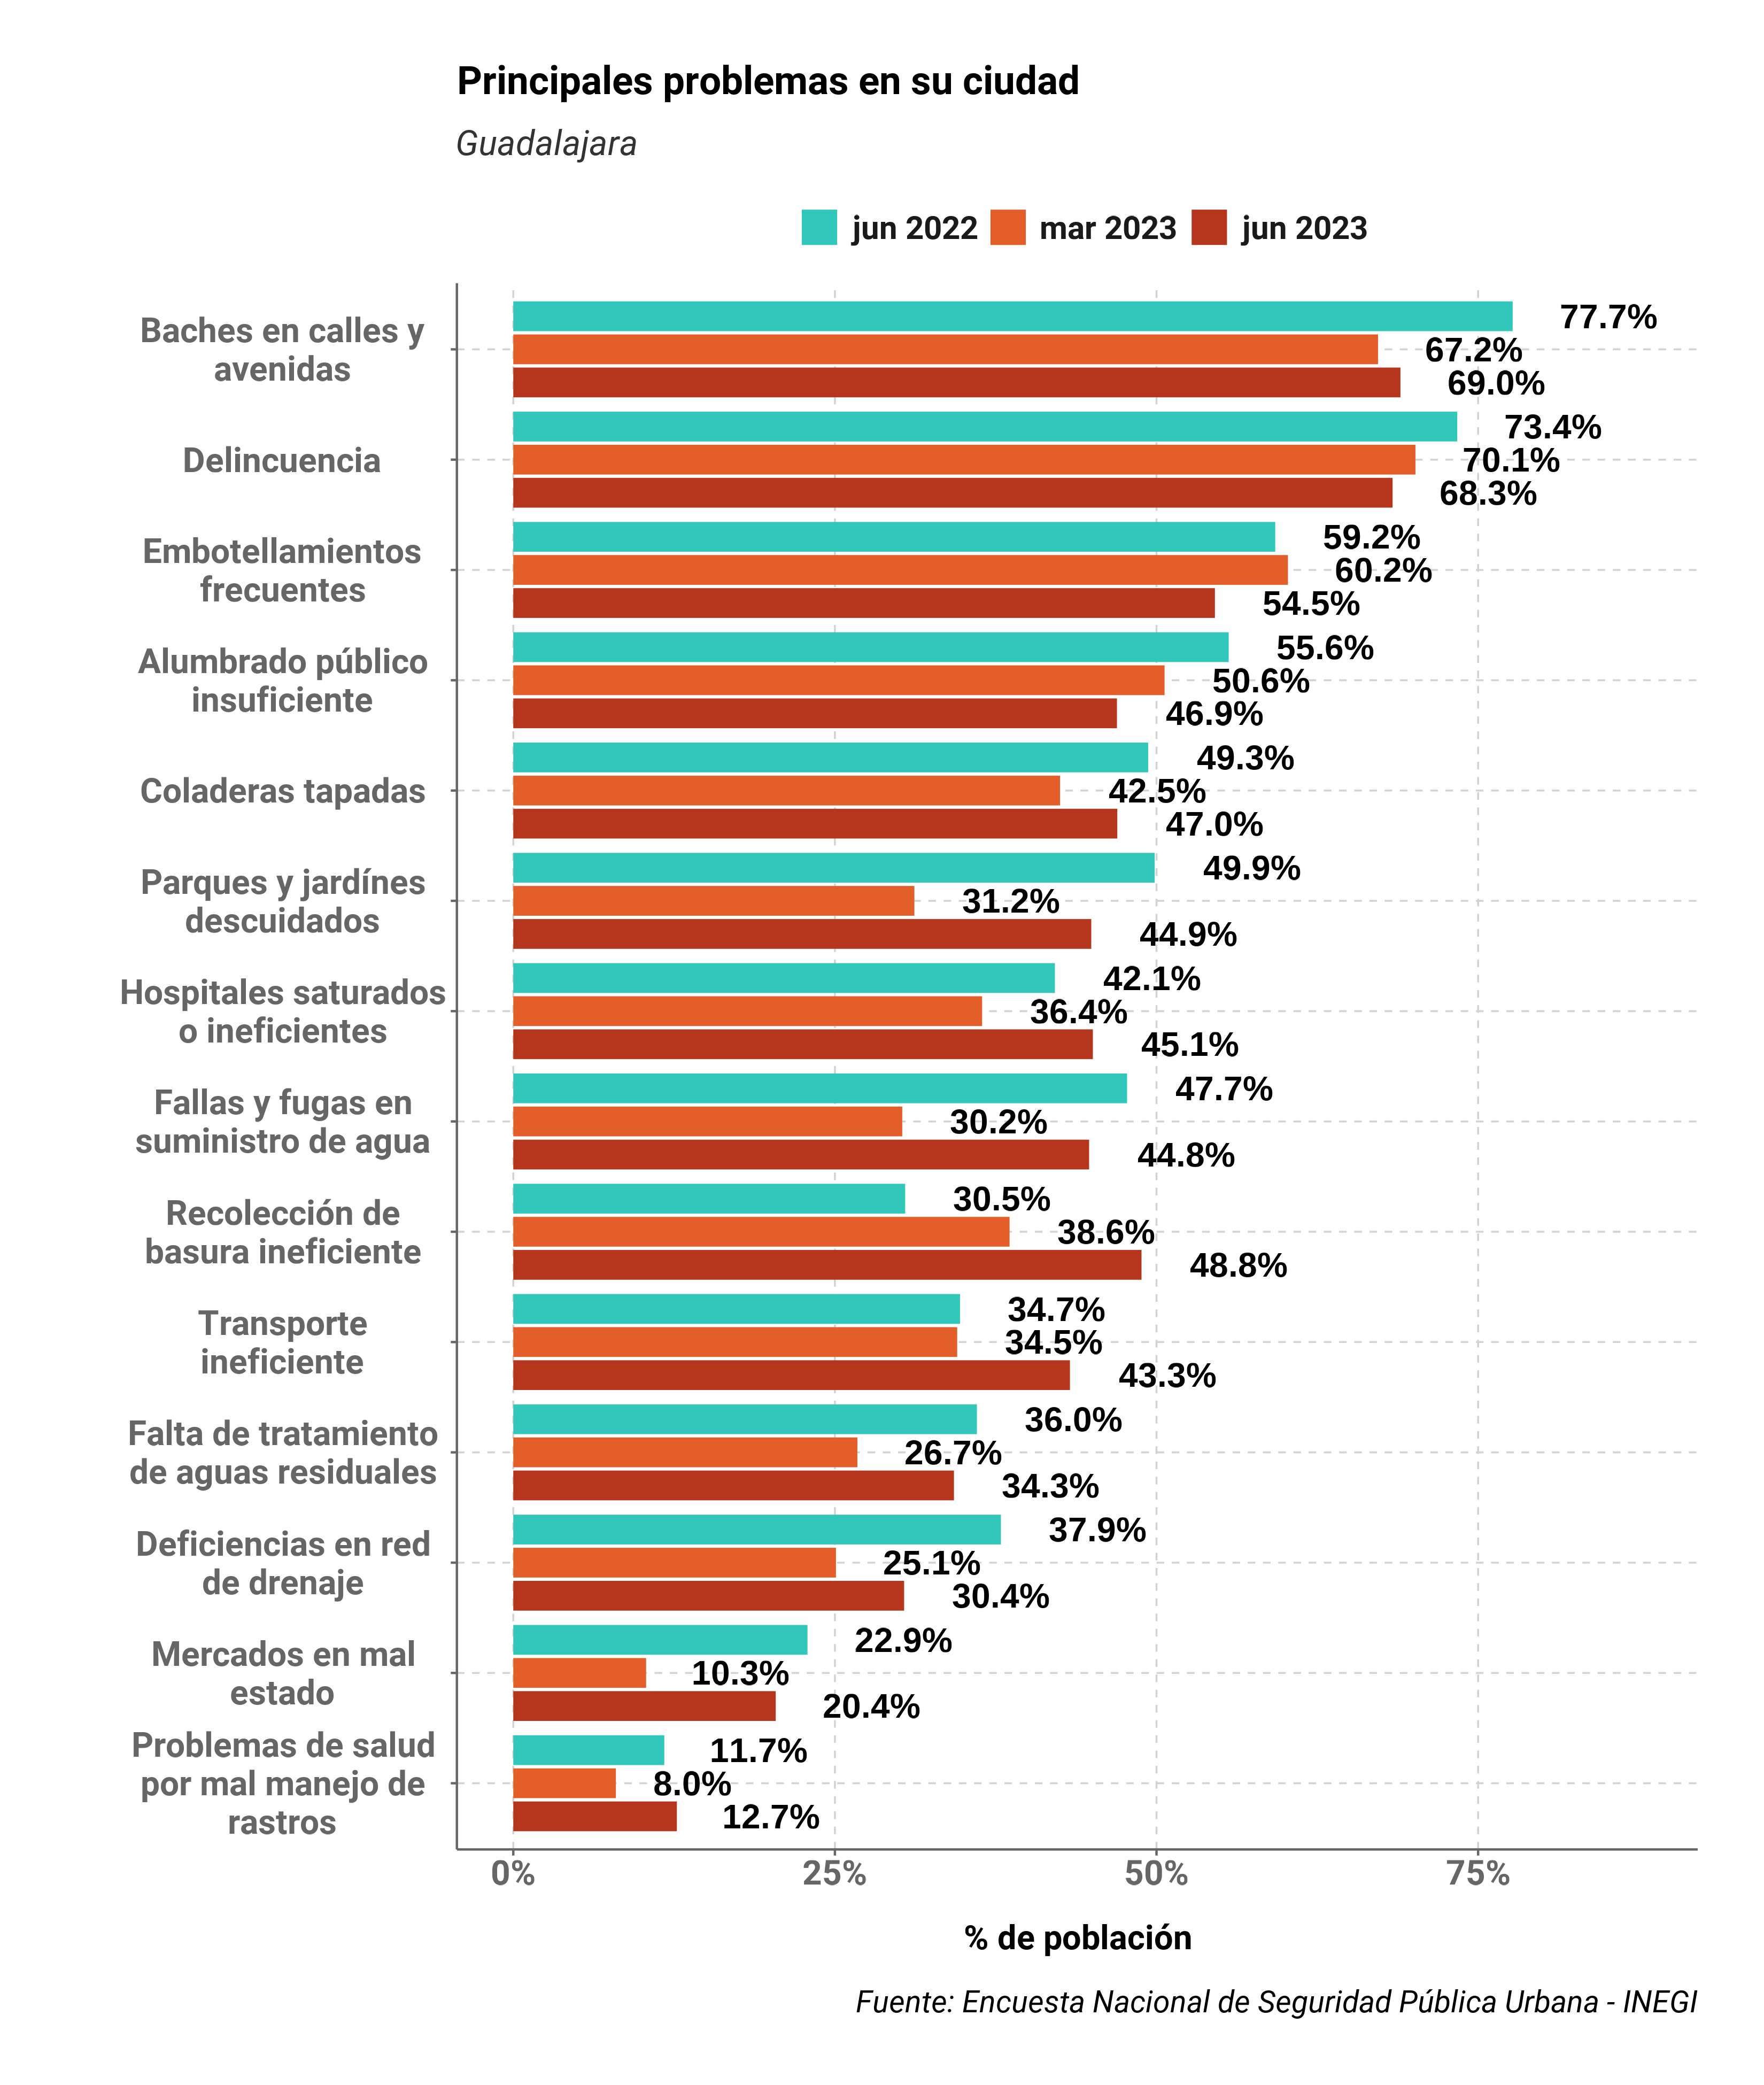 Principales problemas en su ciudad
Guadalajara
jun 2022 mar 2023 jun 2023
Baches en calles y
avenidas
77.7%
67.2%
69.0%
Delincuencia
73.4%
70.1%
68.3%
Embotellamientos
frecuentes
59.2%
60.2%
54.5%
Alumbrado público
insuficiente
55.6%
50.6%
46.9%
Coladeras tapadas
49.3%
42.5%
47.0%
Parques y jardínes
descuidados
49.9%
31.2%
44.9%
Hospitales saturados
o ineficientes
42.1%
36.4%
45.1%
Fallas y fugas en
suministro de agua
47.7%
30.2%
44.8%
Recolección de
basura ineficiente
30.5%
38.6%
48.8%
Transporte
ineficiente
34.7%
34.5%
43.3%
Falta de tratamiento
de aguas residuales
36.0%
26.7%
34.3%
Deficiencias en red
de drenaje
37.9%
25.1%
30.4%
Mercados en mal
estado
22.9%
10.3%
20.4%
Problemas de salud
por mal manejo de
rastros
11.7%
8.0%
12.7%
0% 25% 50% 75%
% de población
Fuente: Encuesta Nacional de Seguridad Pública Urbana - INEGI